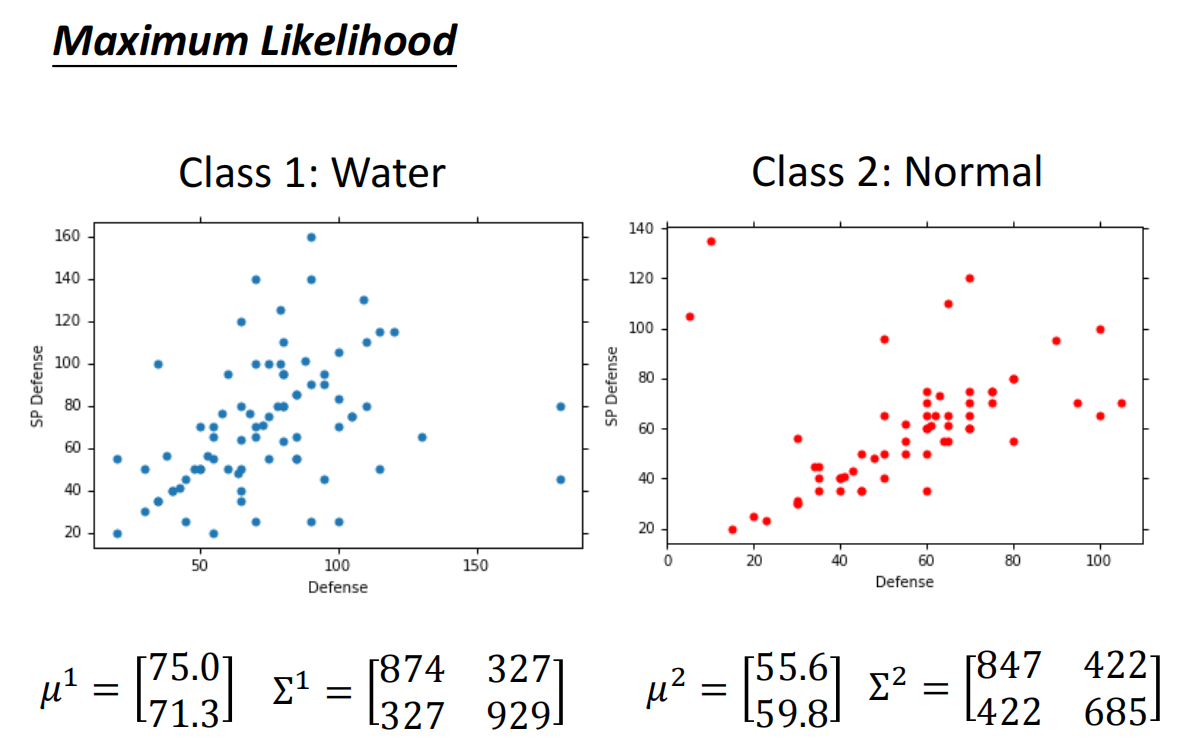 Maximum Likelihood
Class 1: Water
Class 2: Normal
160
140
120
100
80
60
40
20
SP Defense
50
100
150
Defense
140
120
100
80
60
40
20
SP Defense
0
20
40
60
80
100
Defense
μ¹ = [75.0
71.3]
Σ¹ = [874 327
327 929]
μ² = [55.6
59.8]
Σ² = [847 422
422 685]